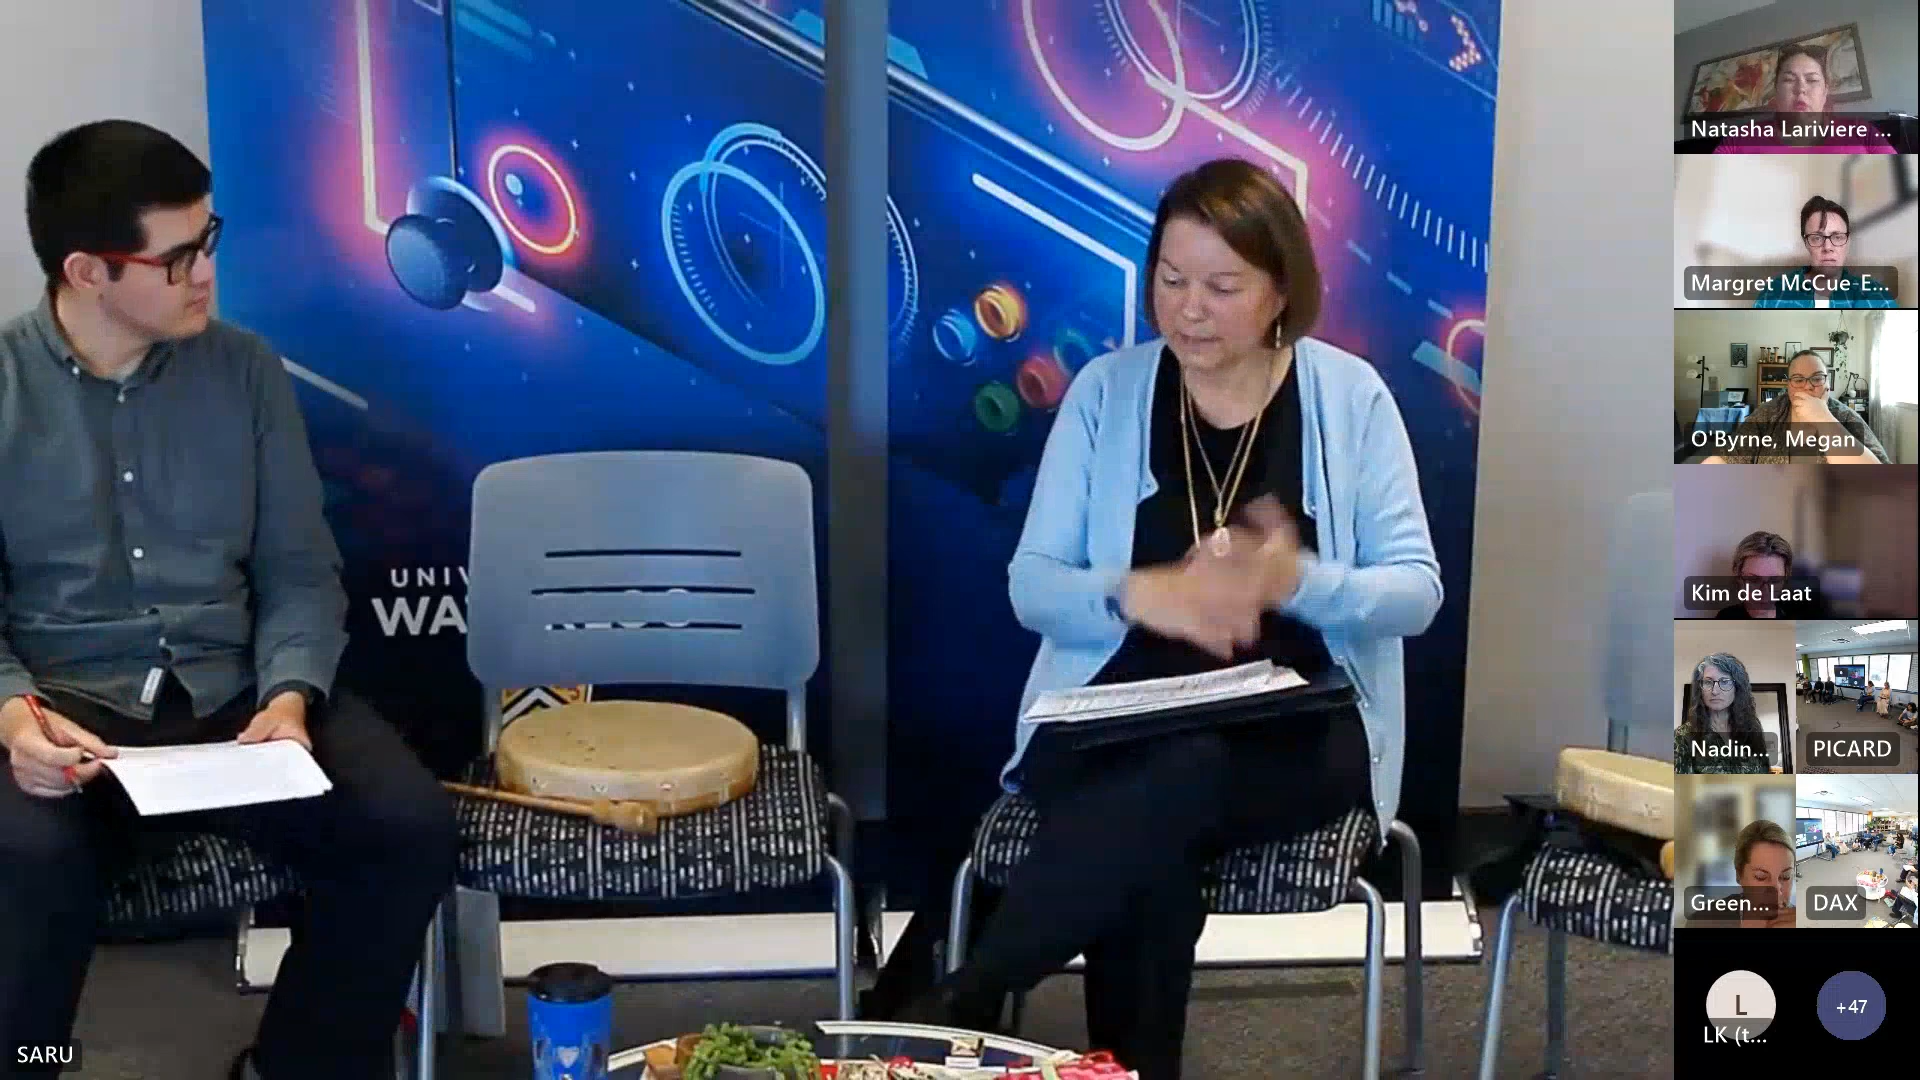 UNIV
WA
SARU
Natasha Lariviere ...
Margret McCue-E...
O'Byrne, Megan
Kim de Laat
Nadin...
PICARD
Green...
DAX
L
LK (t...
+47